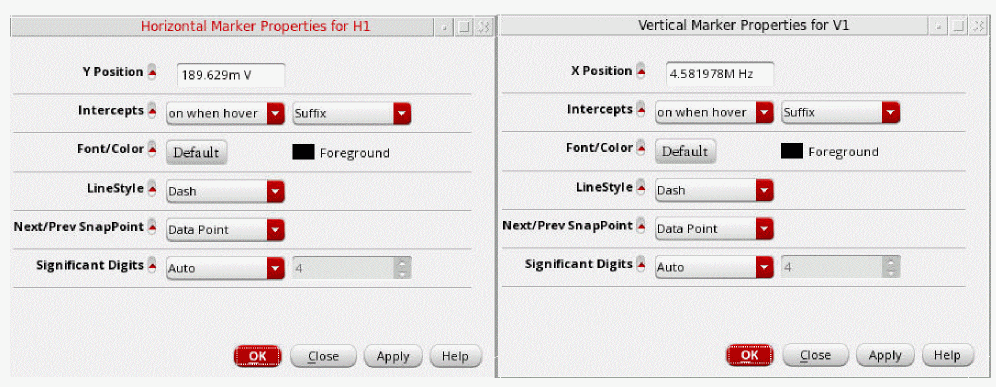 Horizontal Marker Properties for H1
Y Position 189.629m V
Intercepts on when hover Suffix
Font/Color Default Foreground
LineStyle Dash
Next/Prev SnapPoint Data Point
Significant Digits Auto 4
OK Close Apply Help
Vertical Marker Properties for V1
X Position 4.581978M Hz
Intercepts on when hover Suffix
Font/Color Default Foreground
LineStyle Dash
Next/Prev SnapPoint Data Point
Significant Digits Auto 4
OK Close Apply Help